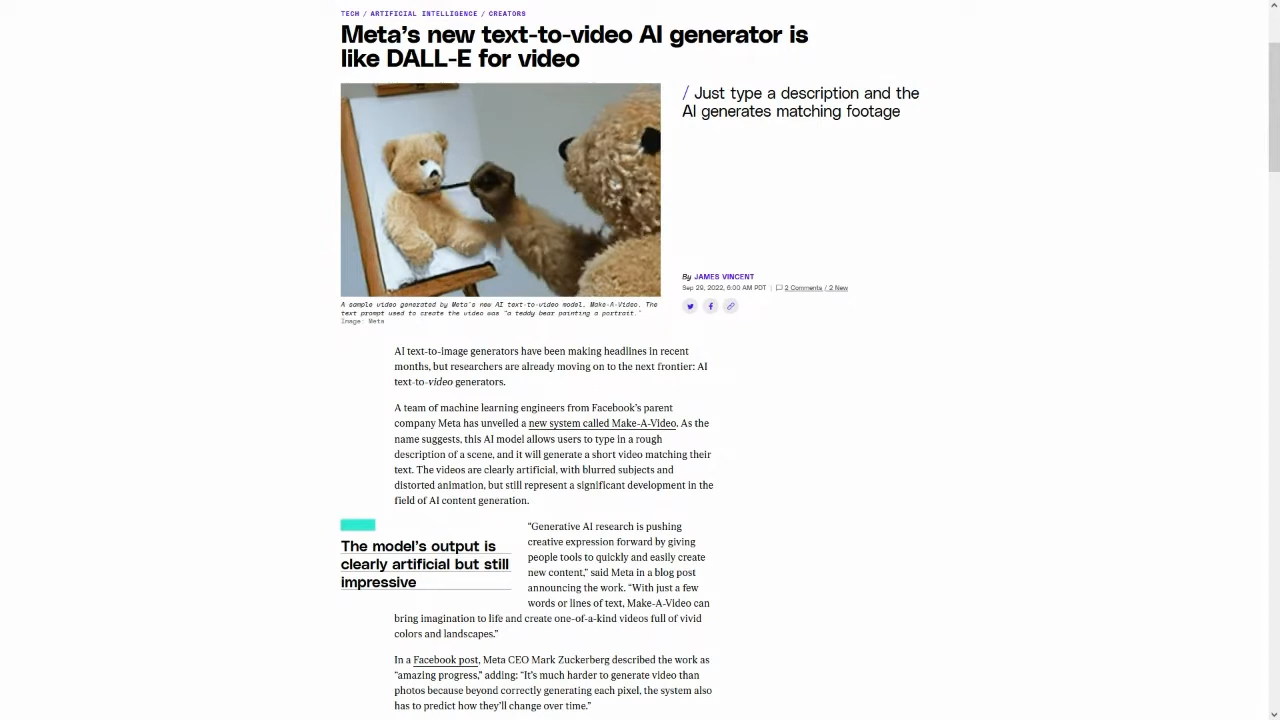 TECH / ARTIFICIAL INTELLIGENCE / CREATORS
Meta's new text-to-video AI generator is
like DALL-E for video
/ Just type a description and the
AI generates matching footage
By JAMES VINCENT
Sep 29, 2022, 6:00 AM PDT | 2 Comments / 2 New
A sample video generated by Meta's new AI text-to-video model, Make-A-Video. The
text prompt used to create the video was "a teddy bear painting a portrait."
Image: Meta
AI text-to-image generators have been making headlines in recent
months, but researchers are already moving on to the next frontier: AI
text-to-video generators.
A team of machine learning engineers from Facebook's parent
company Meta has unveiled a new system called Make-A-Video. As the
name suggests, this AI model allows users to type in a rough
description of a scene, and it will generate a short video matching their
text. The videos are clearly artificial, with blurred subjects and
distorted animation, but still represent a significant development in the
field of AI content generation.
The model's output is
clearly artificial but still
impressive
"Generative AI research is pushing
creative expression forward by giving
people tools to quickly and easily create
new content," said Meta in a blog post
announcing the work. "With just a few
words or lines of text, Make-A-Video can
bring imagination to life and create one-of-a-kind videos full of vivid
colors and landscapes."
In a Facebook post, Meta CEO Mark Zuckerberg described the work as
"amazing progress," adding: "It's much harder to generate video than
photos because beyond correctly generating each pixel, the system also
has to predict how they'll change over time."